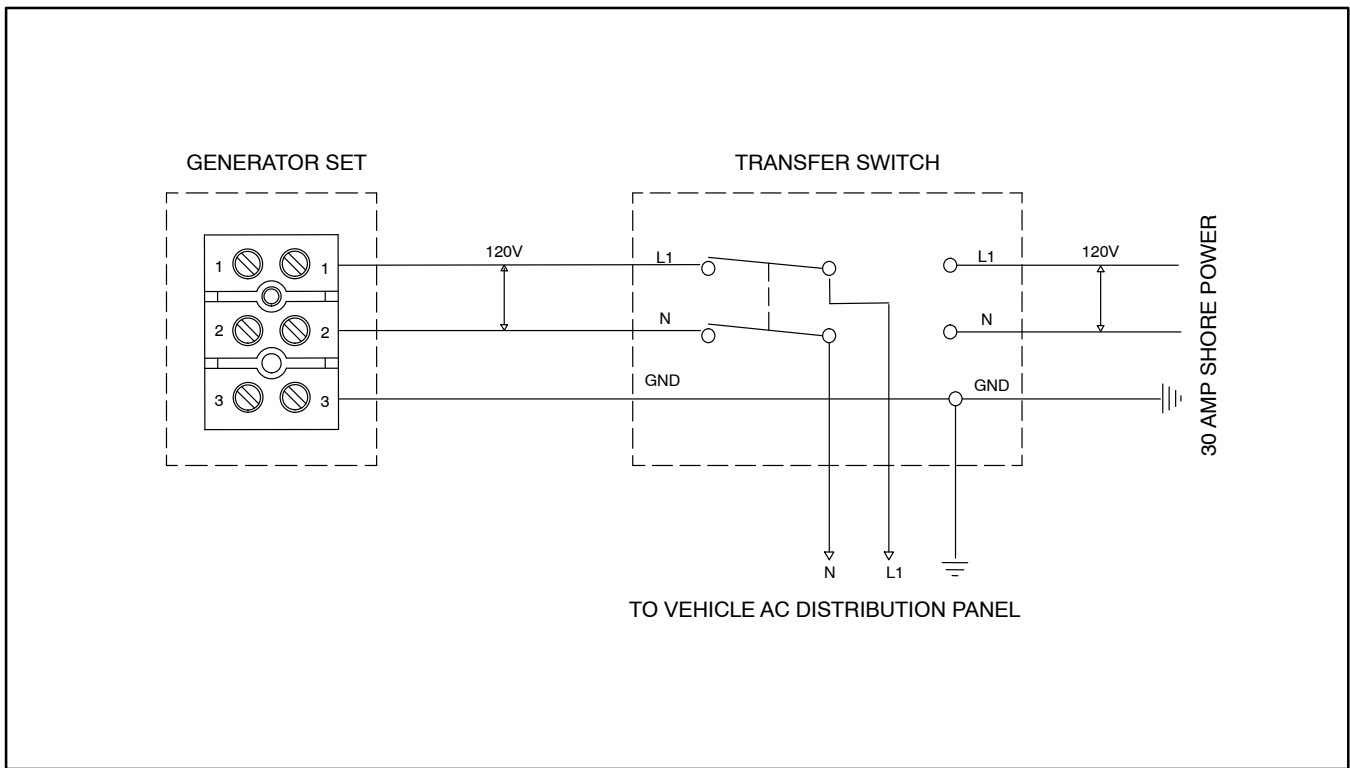 GENERATOR SET
TRANSFER SWITCH
1 1
120V
L1
L1
120V
2 2
N
N
3 3
GND
GND
30 AMP SHORE POWER
N
L1
TO VEHICLE AC DISTRIBUTION PANEL